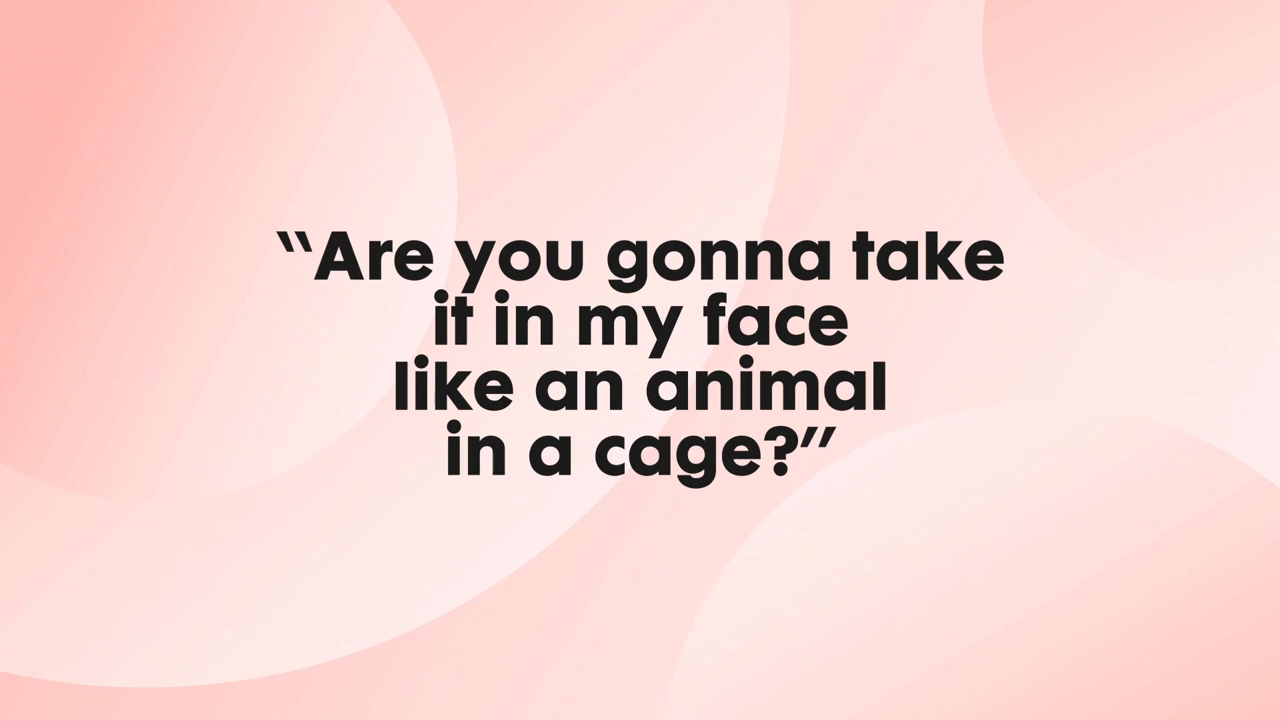 “Are you gonna take
it in my face
like an animal
in a cage?”